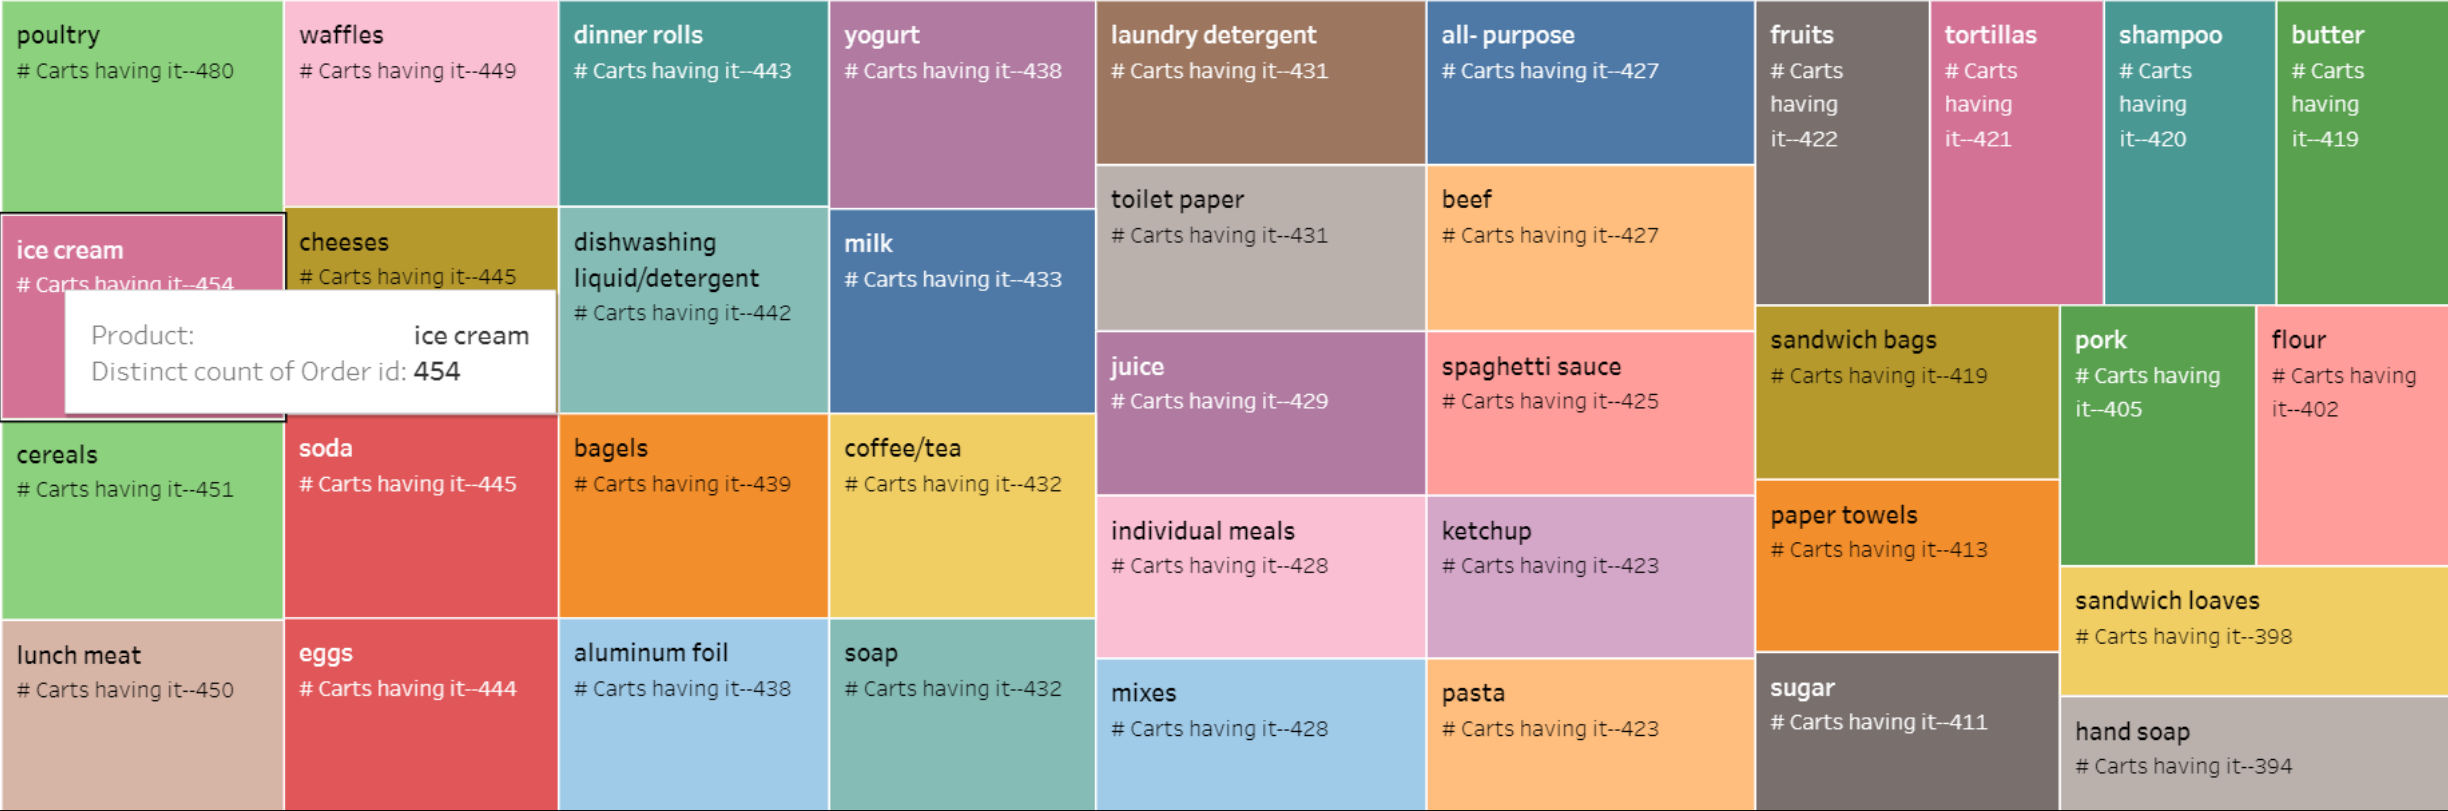 poultry
# Carts having it--480
ice cream
# Carts having it--454
cereals
# Carts having it--451
lunch meat
# Carts having it--450
waffles
# Carts having it--449
cheeses
# Carts having it--445
Product: ice cream
Distinct count of Order id: 454
soda
# Carts having it--445
eggs
# Carts having it--444
dinner rolls
# Carts having it--443
dishwashing
liquid/detergent
# Carts having it--442
bagels
# Carts having it--439
aluminum foil
# Carts having it--438
yogurt
# Carts having it--438
milk
# Carts having it--433
coffee/tea
# Carts having it--432
soap
# Carts having it--432
laundry detergent
# Carts having it--431
toilet paper
# Carts having it--431
juice
# Carts having it--429
individual meals
# Carts having it--428
mixes
# Carts having it--428
all- purpose
# Carts having it--427
beef
# Carts having it--427
spaghetti sauce
# Carts having it--425
ketchup
# Carts having it--423
pasta
# Carts having it--423
fruits
# Carts
having
it--422
tortillas
# Carts
having
it--421
shampoo
# Carts
having
it--420
butter
# Carts
having
it--419
sandwich bags
# Carts having it--419
paper towels
# Carts having it--413
sugar
# Carts having it--411
pork
# Carts having
it--405
flour
# Carts having
it--402
sandwich loaves
# Carts having it--398
hand soap
# Carts having it--394